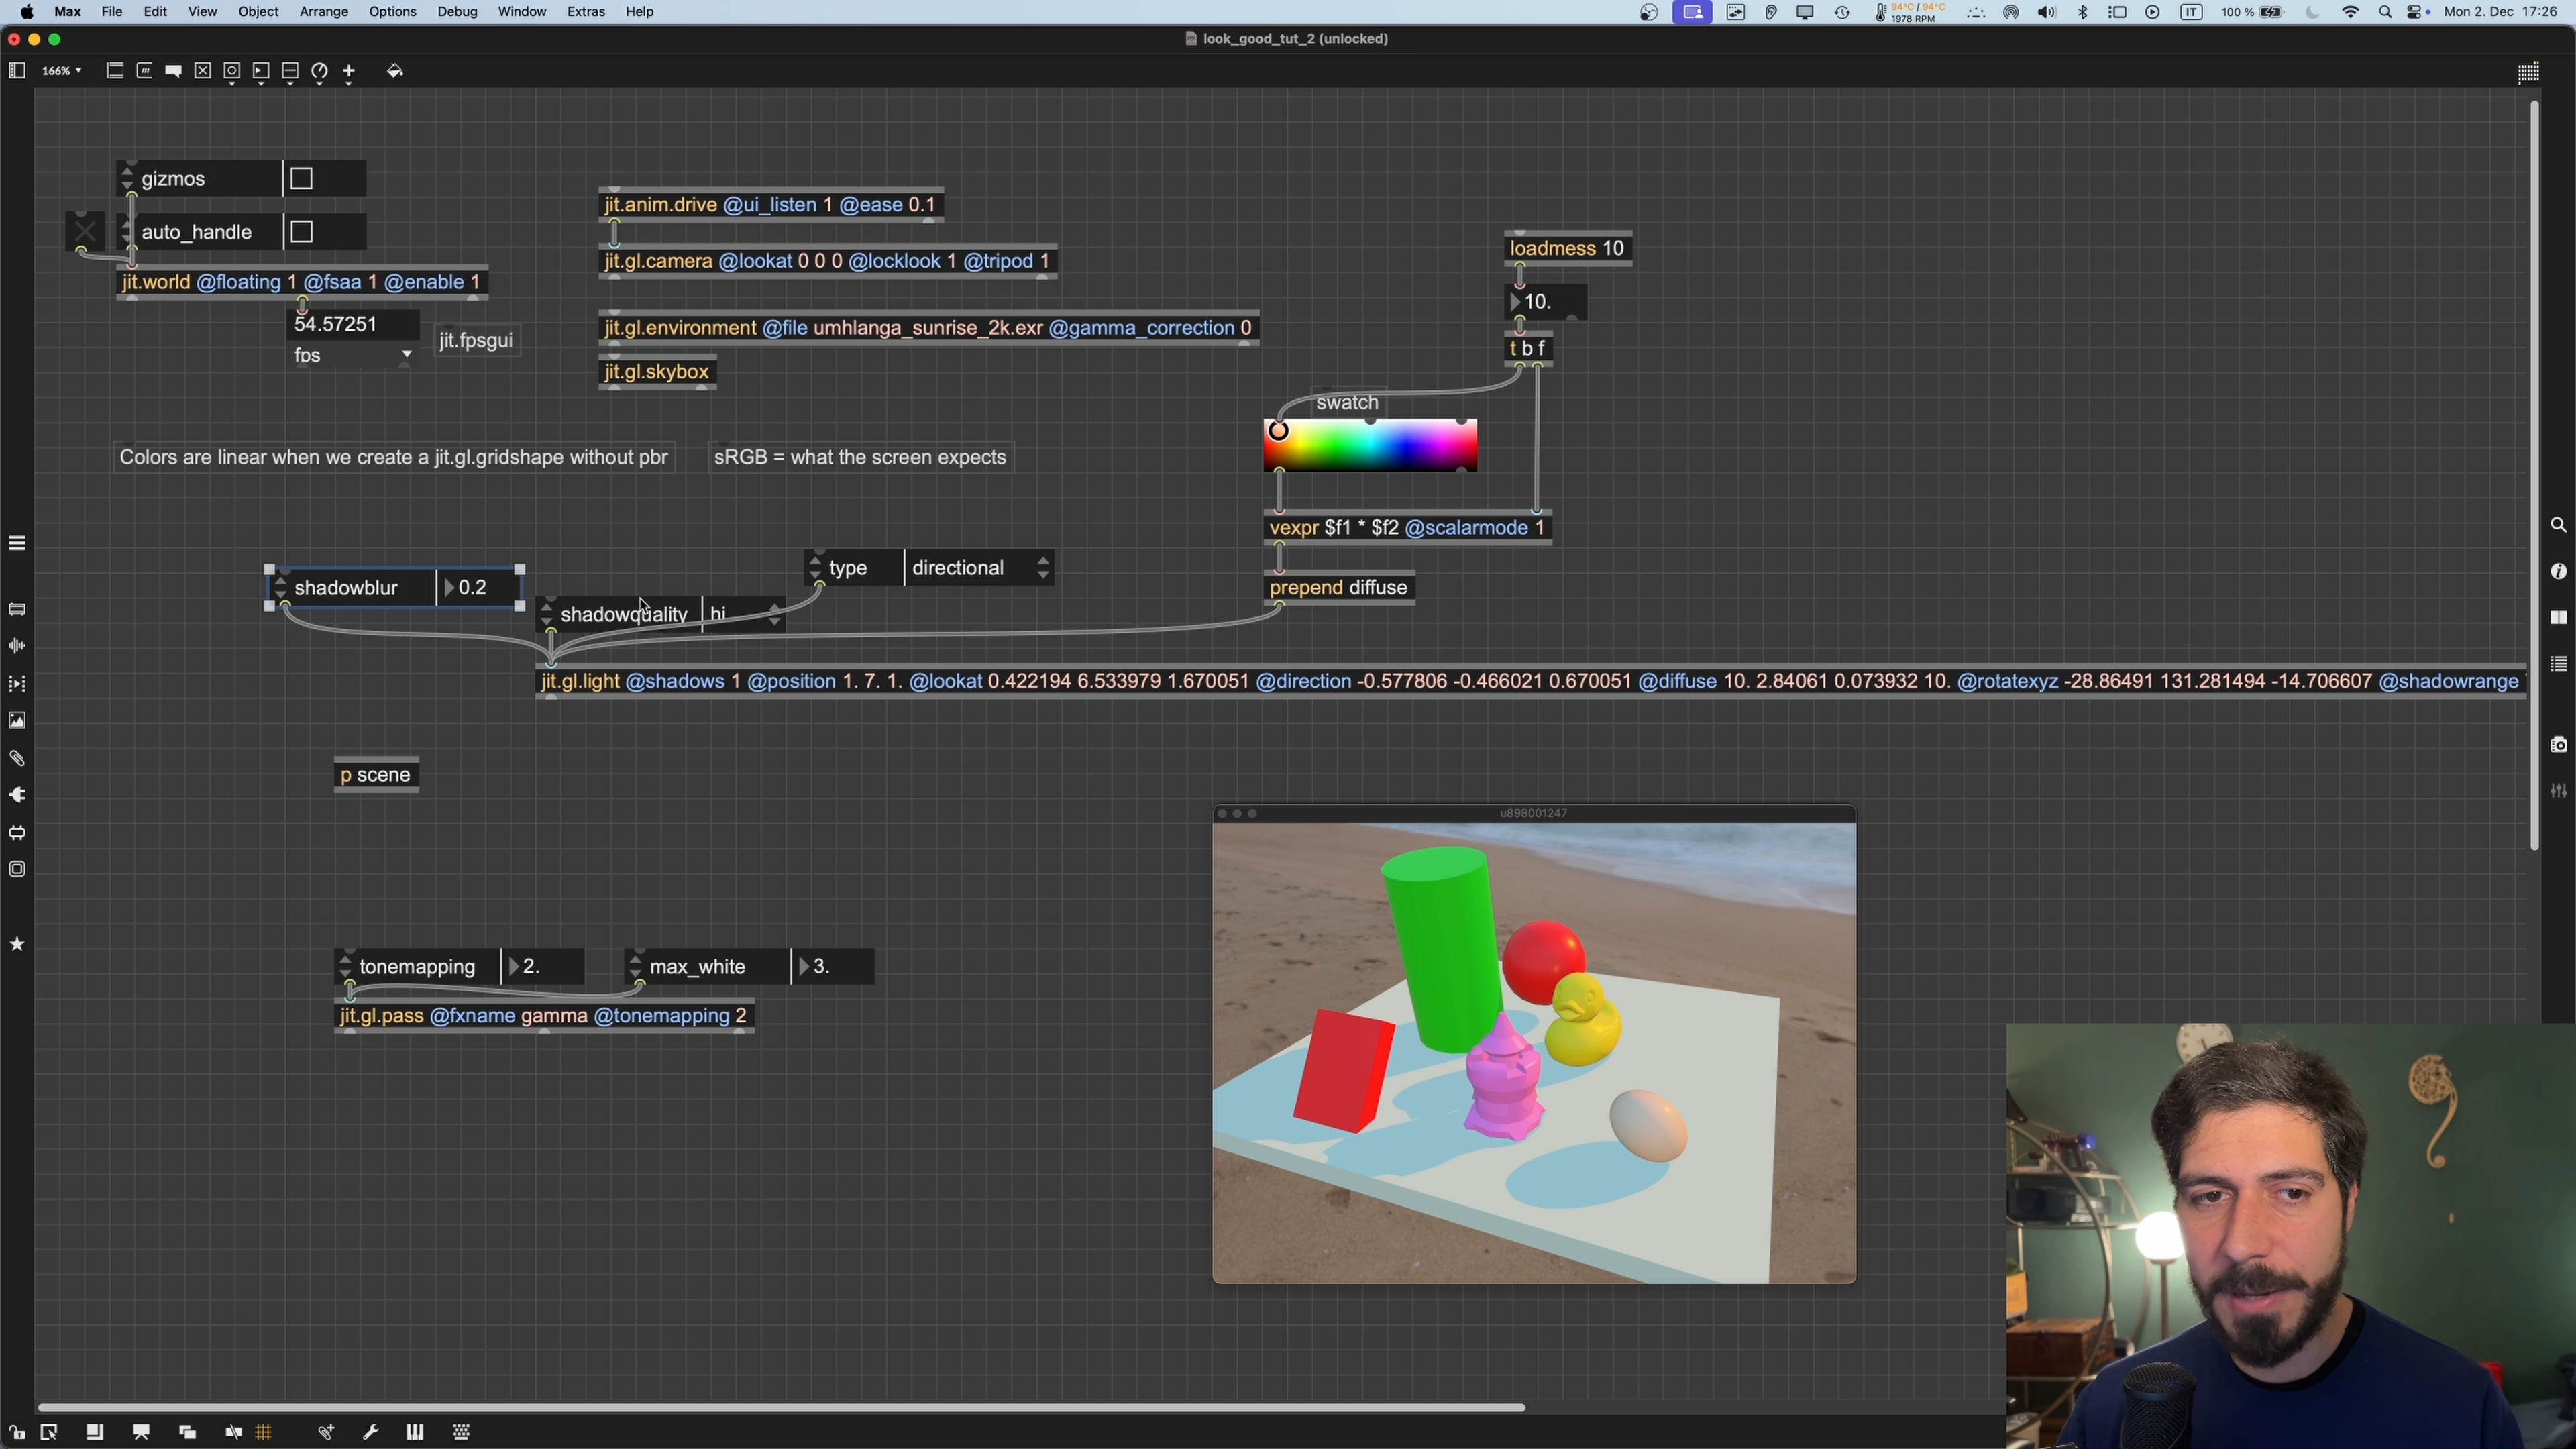 Max File Edit View Object Arrange Options Debug Window Extras Help
94°C / 94°C
1978 RPM
IT
100 %
Mon 2. Dec 17:26
look_good_tut_2 (unlocked)
166%
gizmos
auto_handle
jit.world @floating 1 @fsaa 1 @enable 1
54.57251
fps
jit.fpsgui
jit.anim.drive @ui_listen 1 @ease 0.1
jit.gl.camera @lookat 0 0 0 @locklook 1 @tripod 1
jit.gl.environment @file umhlanga_sunrise_2k.exr @gamma_correction 0
jit.gl.skybox
loadmess 10
10.
t b f
swatch
Colors are linear when we create a jit.gl.gridshape without pbr
sRGB = what the screen expects
vexpr $f1 * $f2 @scalarmode 1
prepend diffuse
shadowblur 0.2
shadowquality hi
type directional
jit.gl.light @shadows 1 @position 1. 7. 1. @lookat 0.422194 6.533979 1.670051 @direction -0.577806 -0.466021 0.670051 @diffuse 10. 2.84061 0.073932 10. @rotatexyz -28.86491 131.281494 -14.706607 @shadowrange
p scene
u898001247
tonemapping 2.
max_white 3.
jit.gl.pass @fxname gamma @tonemapping 2